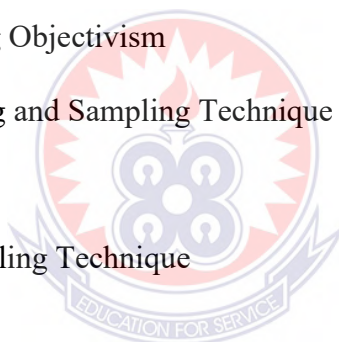 g Objectivism
g and Sampling Technique
ling Technique
EDUCATION FOR SERVICE